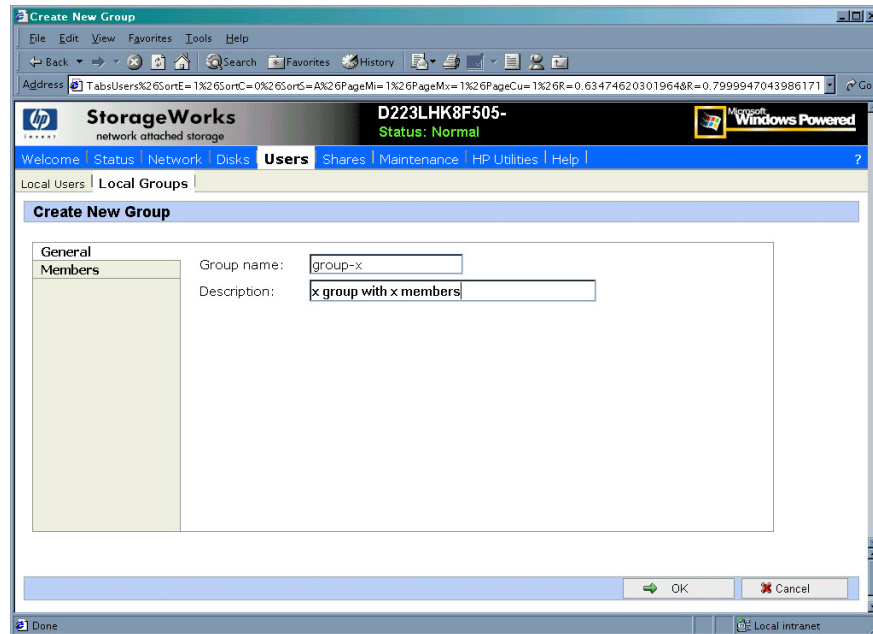 Create New Group
File Edit View Favorites Tools Help
Back Search Favorites History
Address TabsUsers%26SortE=1%26SortC=0%26SortS=A%26PageMi=1%26PageMx=1%26PageCu=1%26R=0.634746203019648&R=0.7999947043986171 Go
hp StorageWorks D223LHK8F505- Microsoft Windows Powered
invent network attached storage Status: Normal
Welcome Status Network Disks Users Shares Maintenance HP Utilities Help ?
Local Users Local Groups
Create New Group
General
Members
Group name: group-x
Description: x group with x members
OK Cancel
Done Local intranet